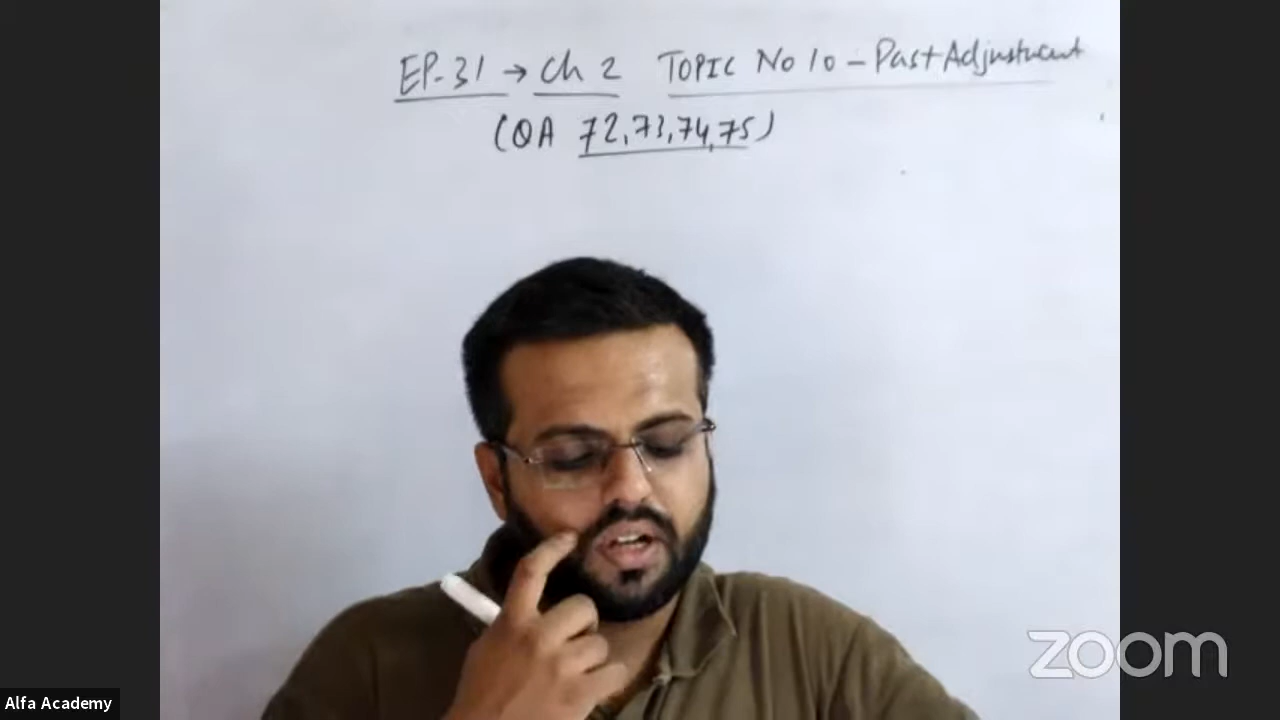 EP-31 → Ch 2 TOPIC No 10 - Past Adjustment
(QA 72,73,74,75)
zoom
Alfa Academy